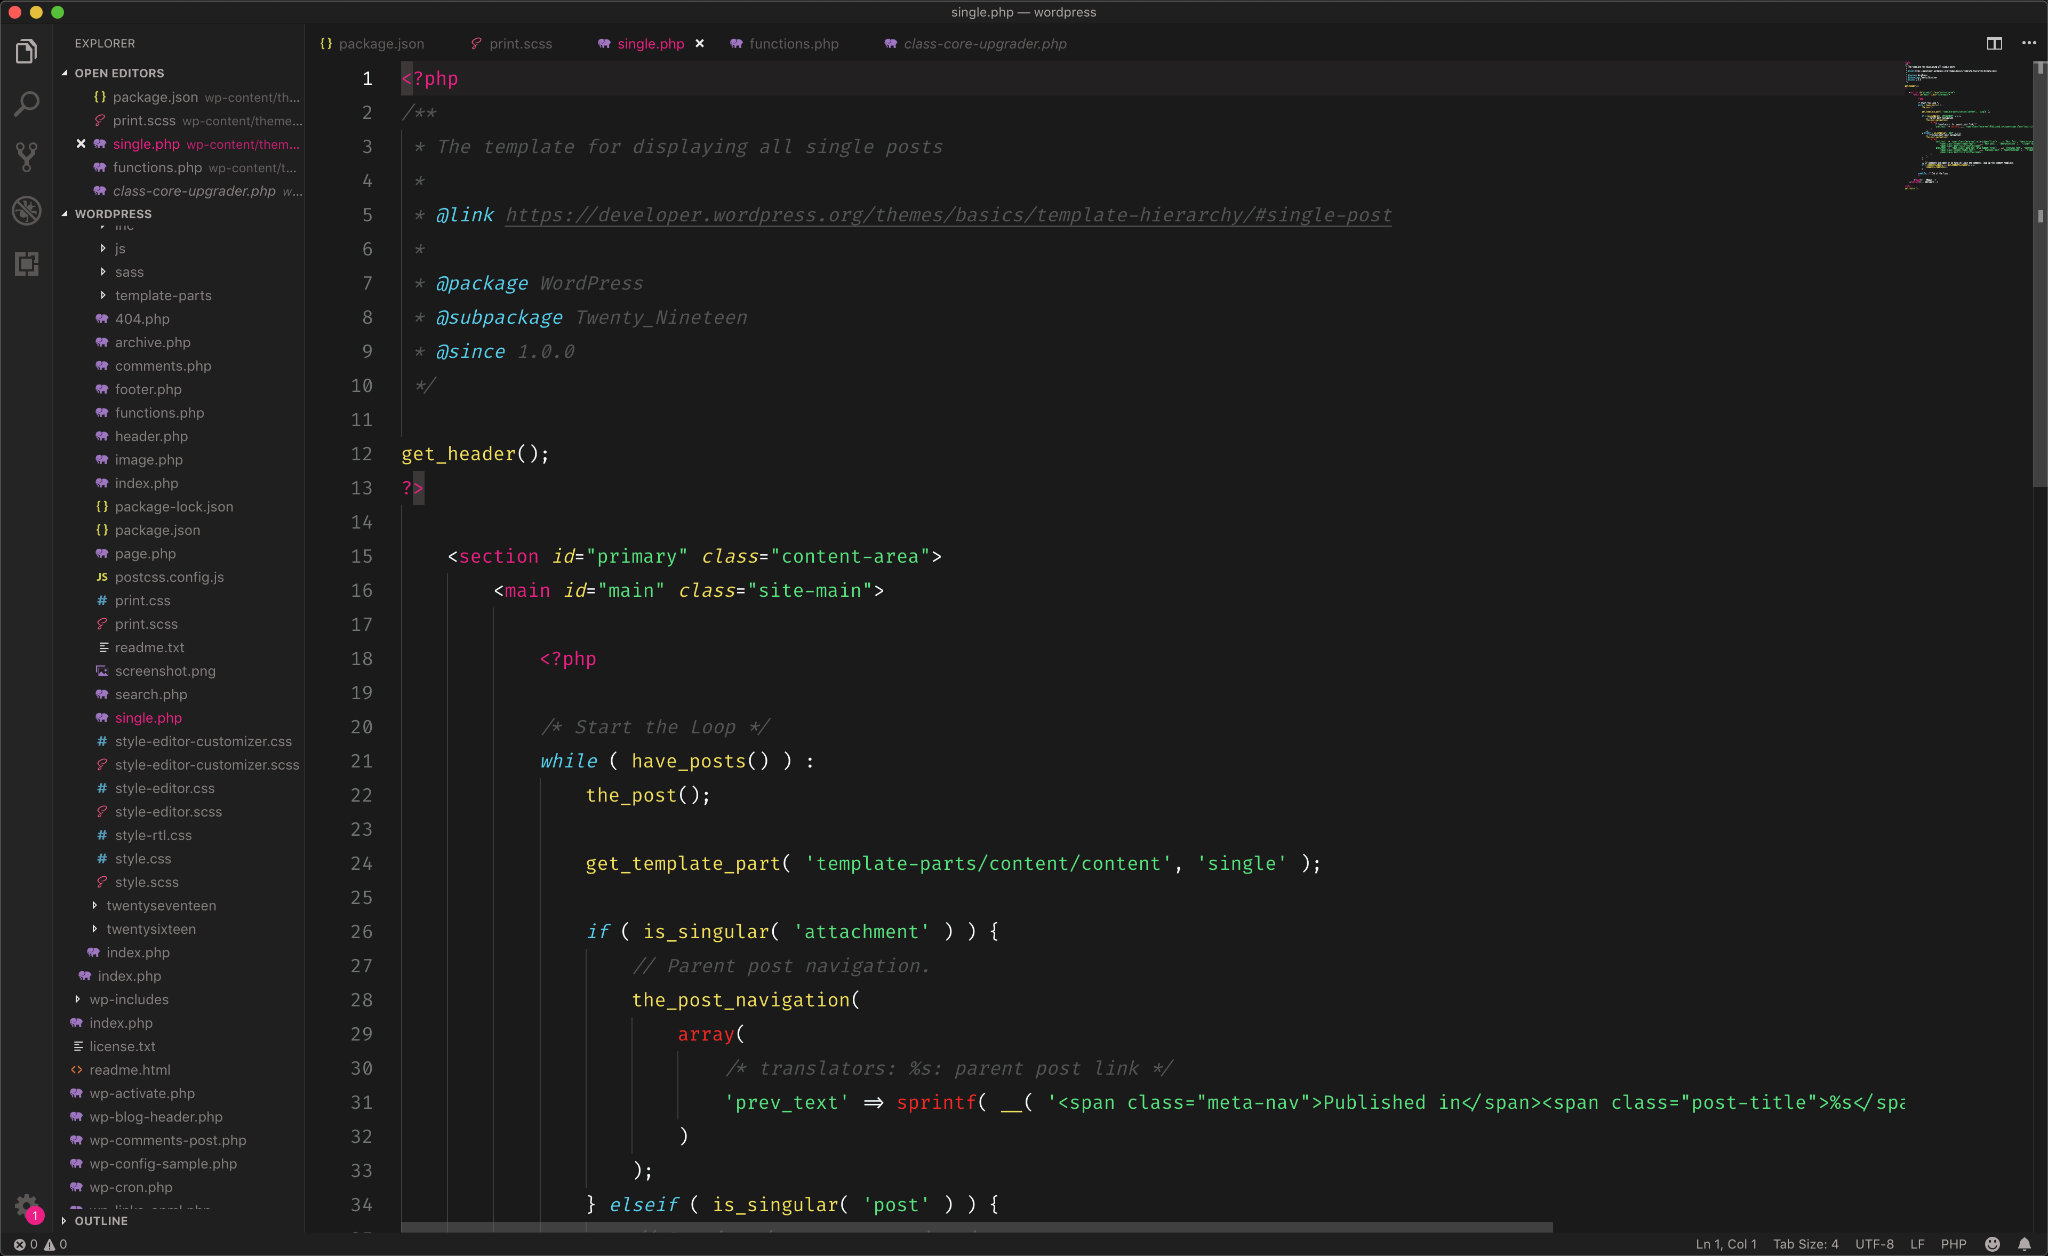 single.php — wordpress
EXPLORER
OPEN EDITORS
{} package.json wp-content/th...
print.scss wp-content/theme...
single.php wp-content/them...
functions.php wp-content/t...
class-core-upgrader.php w...
WORDPRESS
inc
js
sass
template-parts
404.php
archive.php
comments.php
footer.php
functions.php
header.php
image.php
index.php
{} package-lock.json
{} package.json
page.php
JS postcss.config.js
# print.css
print.scss
readme.txt
screenshot.png
search.php
single.php
# style-editor-customizer.css
style-editor-customizer.scss
# style-editor.css
style-editor.scss
# style-rtl.css
# style.css
style.scss
twentyseventeen
twentysixteen
index.php
index.php
wp-includes
index.php
license.txt
<> readme.html
wp-activate.php
wp-blog-header.php
wp-comments-post.php
wp-config-sample.php
wp-cron.php
OUTLINE
1
{} package.json print.scss single.php × functions.php class-core-upgrader.php
1 <?php
2 /**
3 * The template for displaying all single posts
4 *
5 * @link https://developer.wordpress.org/themes/basics/template-hierarchy/#single-post
6 *
7 * @package WordPress
8 * @subpackage Twenty_Nineteen
9 * @since 1.0.0
10 */
11
12 get_header();
13 ?>
14
15 <section id="primary" class="content-area">
16 <main id="main" class="site-main">
17
18 <?php
19
20 /* Start the Loop */
21 while ( have_posts() ) :
22 the_post();
23
24 get_template_part( 'template-parts/content/content', 'single' );
25
26 if ( is_singular( 'attachment' ) ) {
27 // Parent post navigation.
28 the_post_navigation(
29 array(
30 /* translators: %s: parent post link */
31 'prev_text' => sprintf( __( '<span class="meta-nav">Published in</span><span class="post-title">%s</spa
32 )
33 );
34 } elseif ( is_singular( 'post' ) ) {
0 0 Ln 1, Col 1 Tab Size: 4 UTF-8 LF PHP